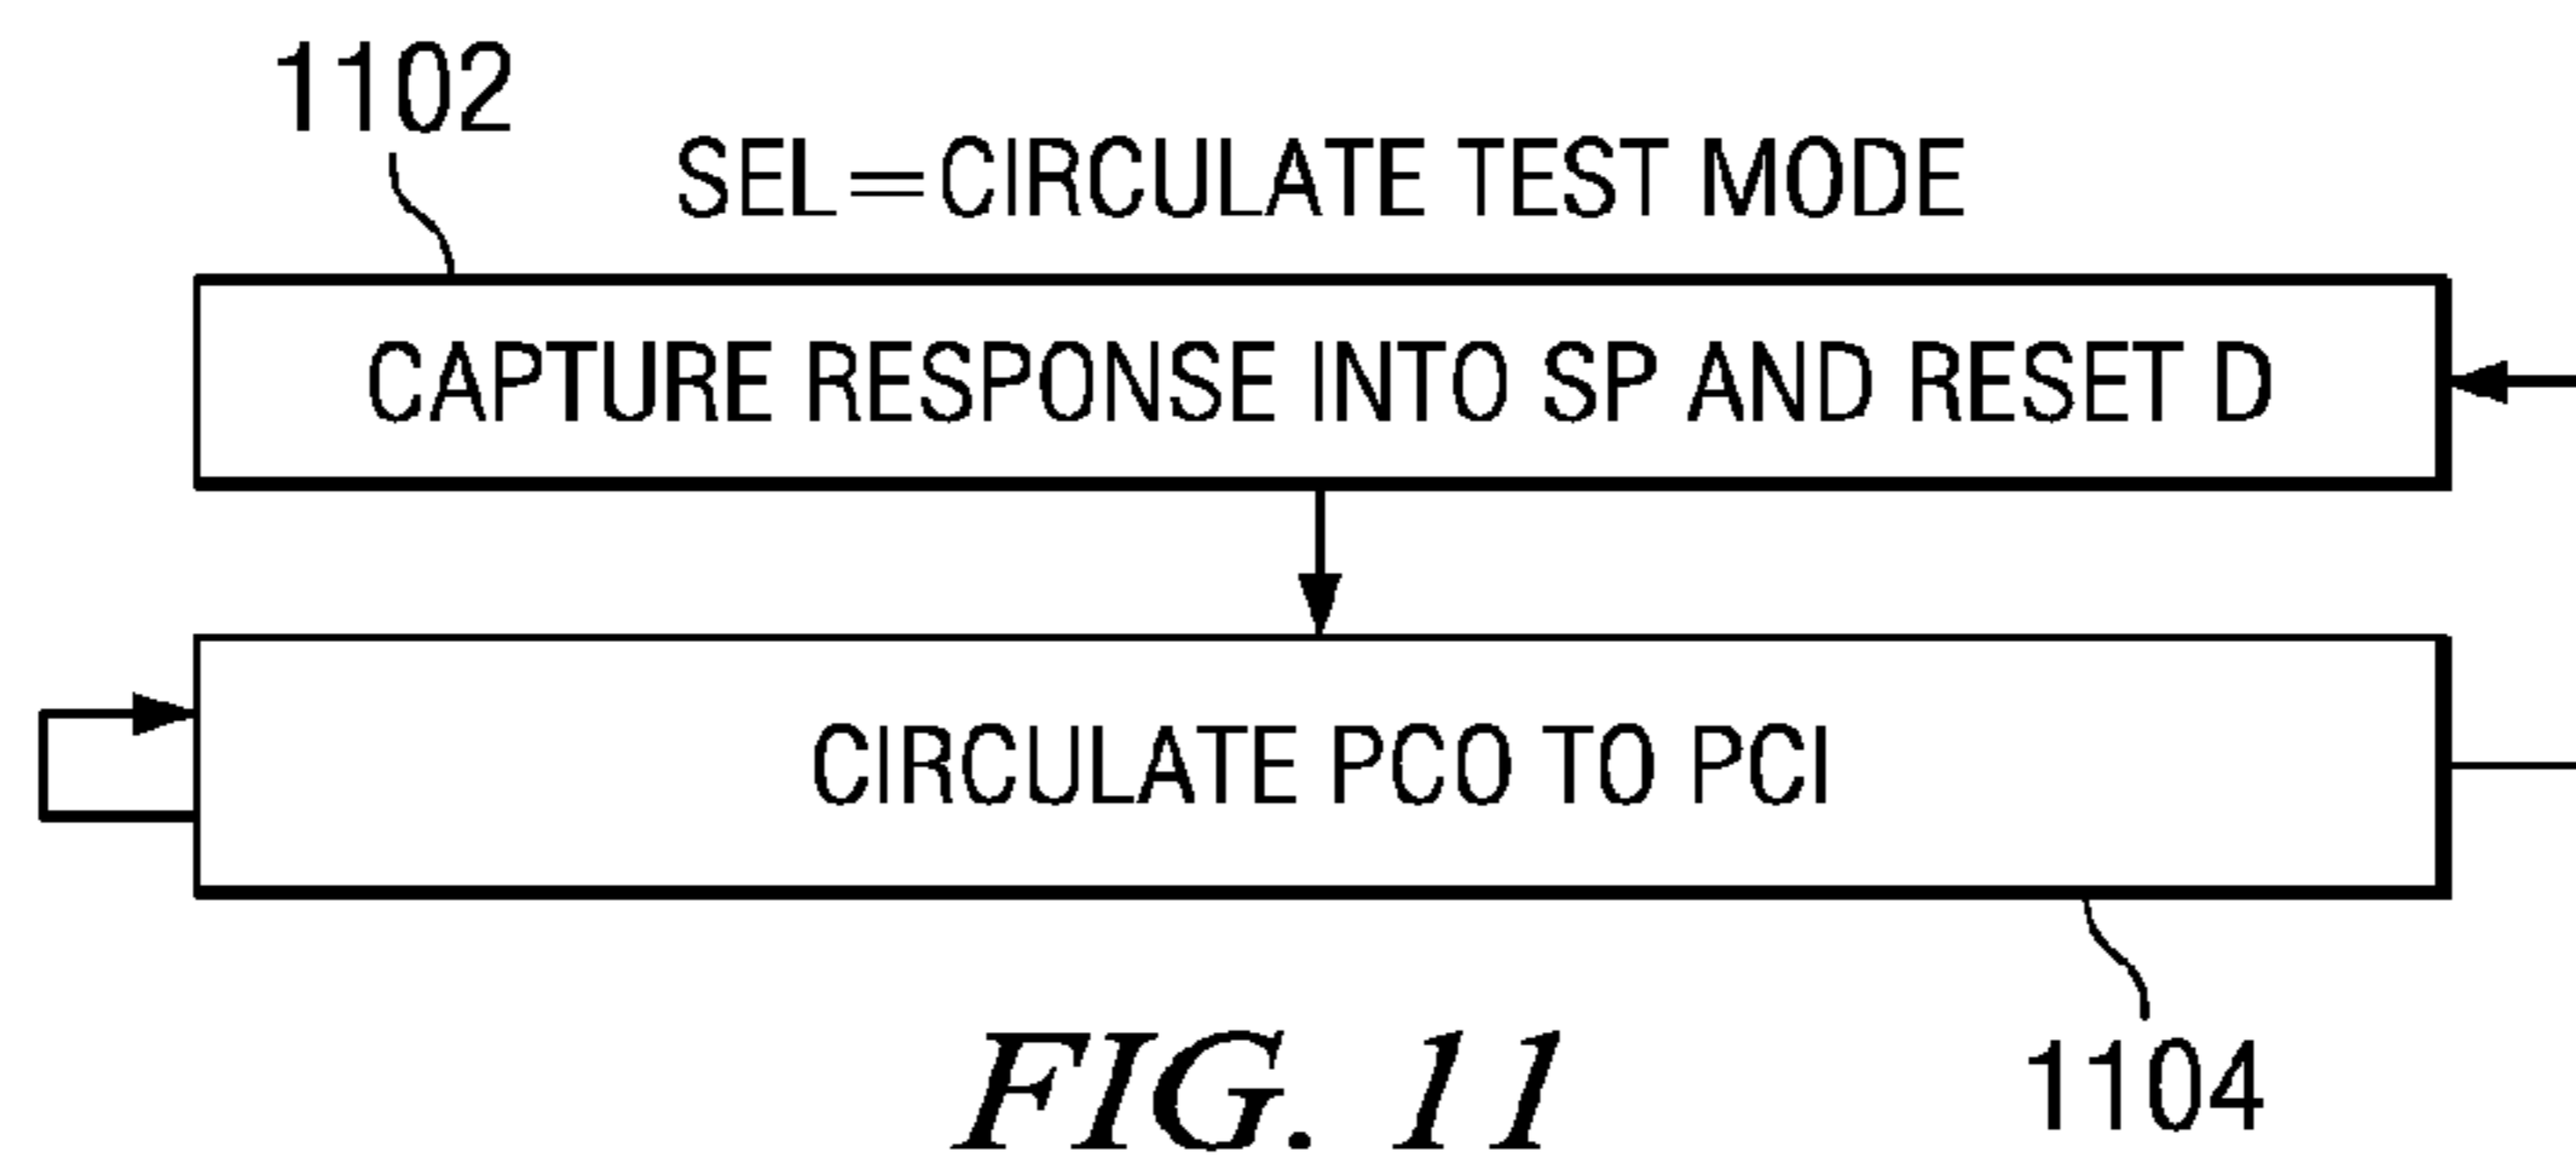 1102
SEL=CIRCULATE TEST MODE
CAPTURE RESPONSE INTO SP AND RESET D
CIRCULATE PCO TO PCI
1104
FIG. 11